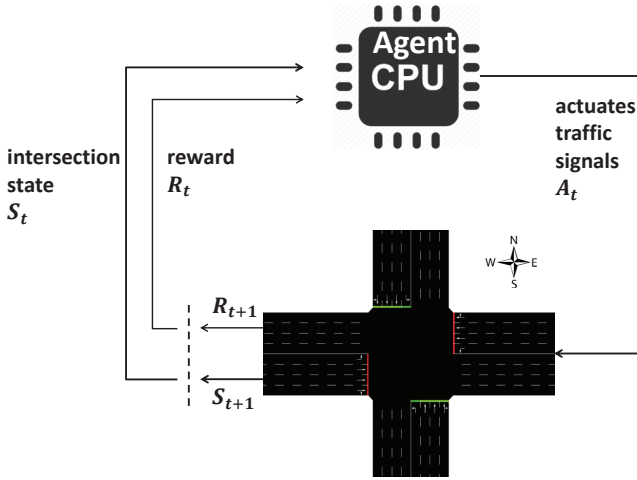 Agent
CPU
intersection
state
S_t
reward
R_t
actuates
traffic
signals
A_t
N
W E
S
R_{t+1}
S_{t+1}